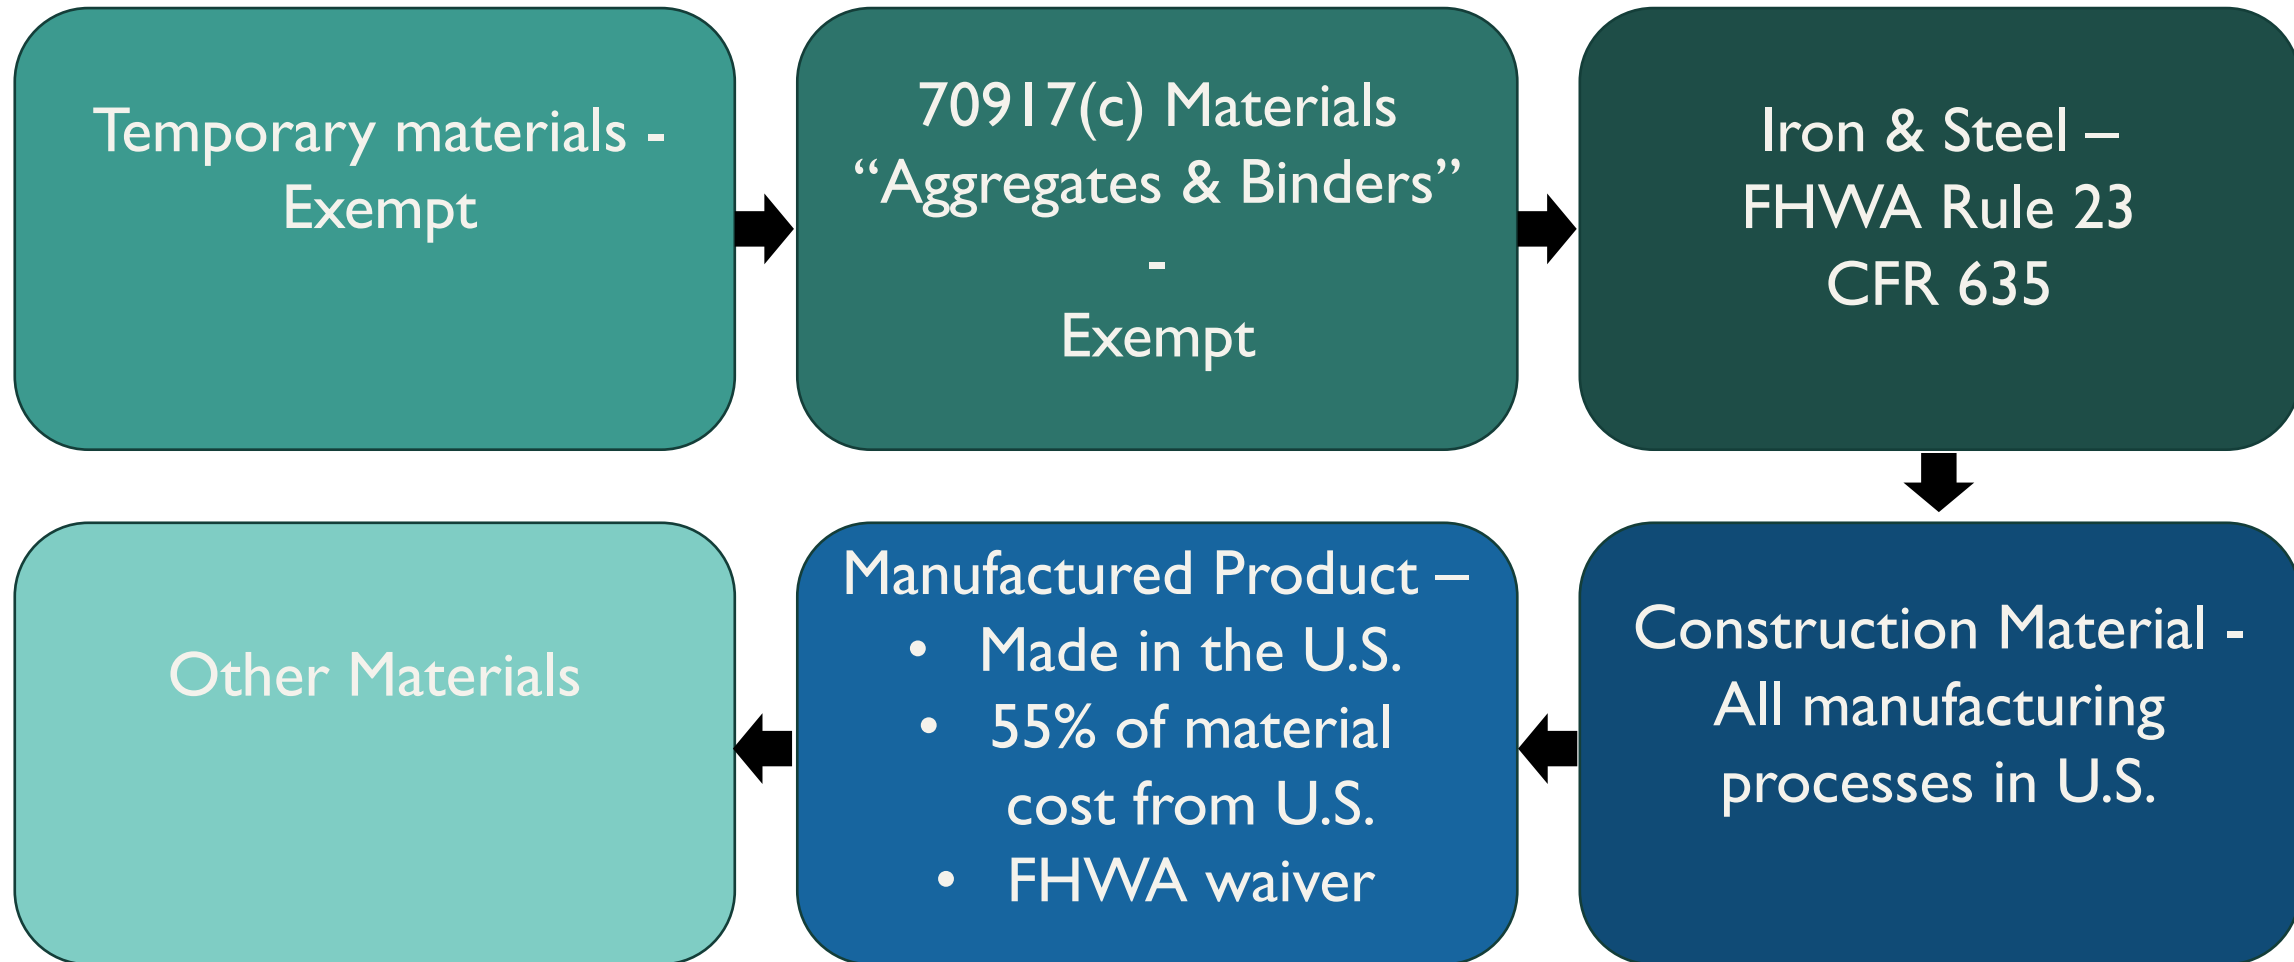 Temporary materials -
Exempt
70917(c) Materials
“Aggregates & Binders”
-
Exempt
Iron & Steel –
FHWA Rule 23
CFR 635
Construction Material -
All manufacturing
processes in U.S.
Manufactured Product –
• Made in the U.S.
• 55% of material
cost from U.S.
• FHWA waiver
Other Materials